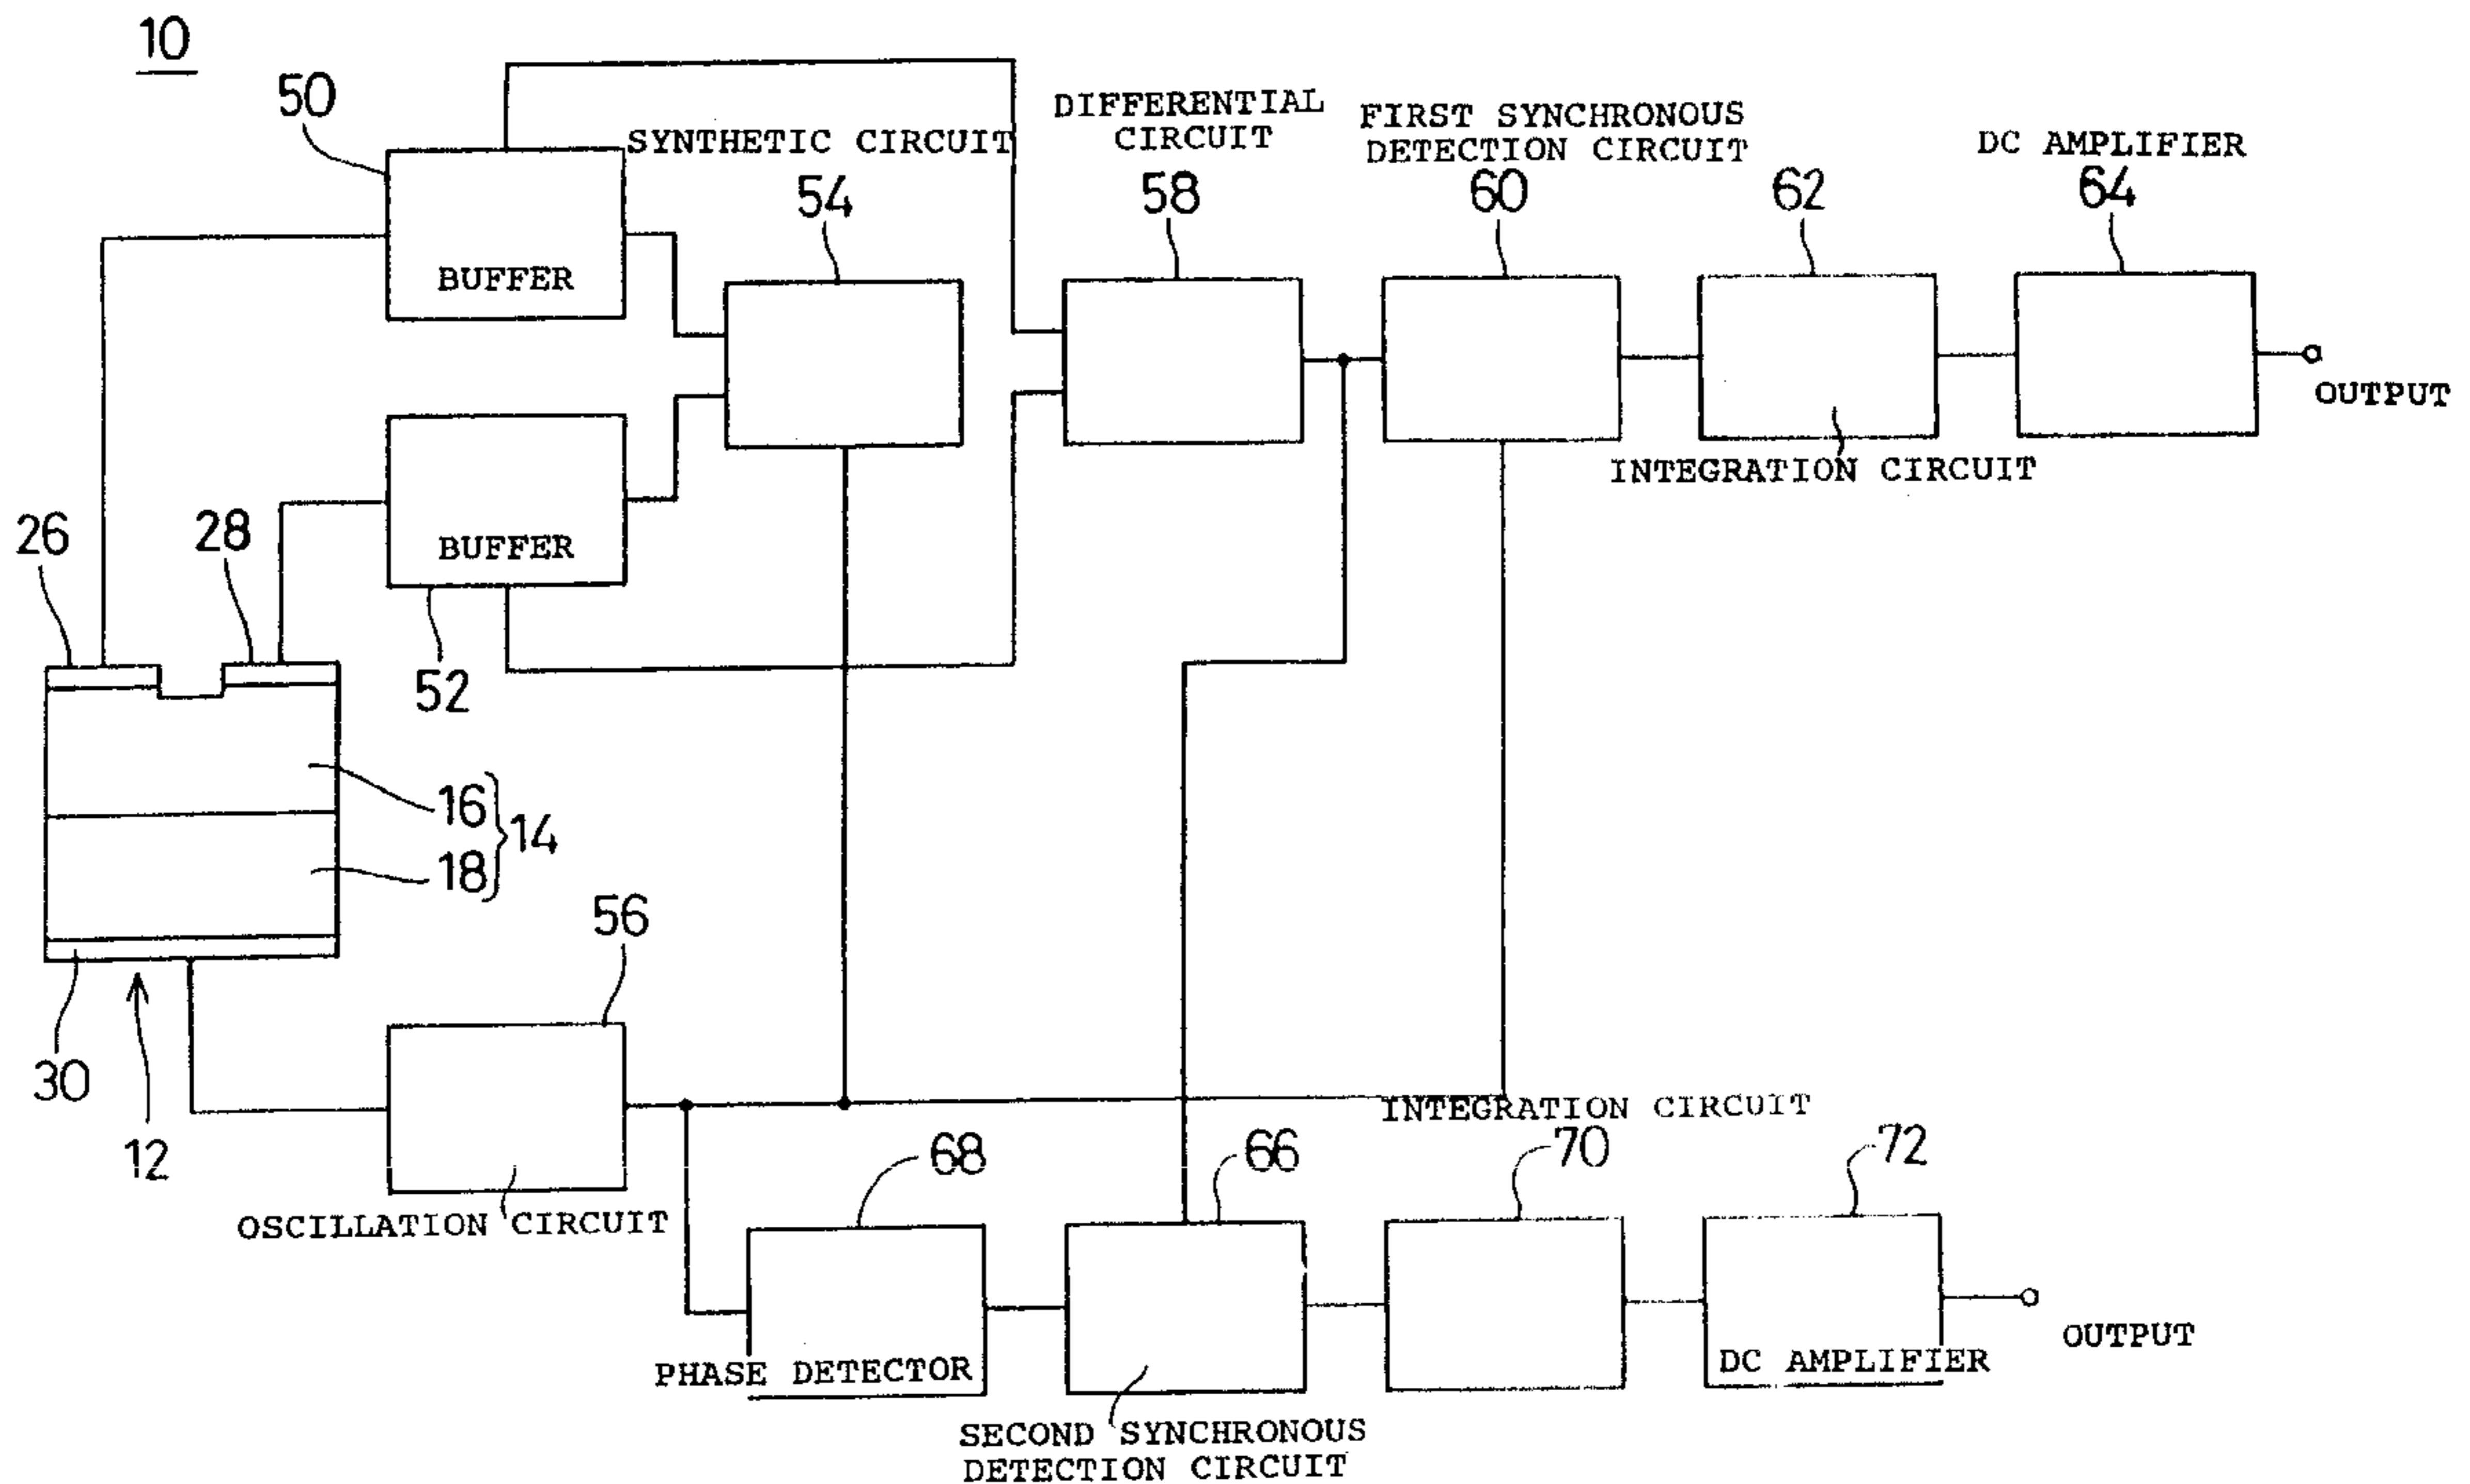 10
50
SYNTHETIC CIRCUIT
54
DIFFERENTIAL
CIRCUIT
58
FIRST SYNCHRONOUS
DETECTION CIRCUIT
60
62
DC AMPLIFIER
64
BUFFER
OUTPUT
INTEGRATION CIRCUIT
26
28
BUFFER
52
16
14
18
56
30
12
OSCILLATION CIRCUIT
68
66
INTEGRATION CIRCUIT
70
72
OUTPUT
PHASE DETECTOR
DC AMPLIFIER
SECOND SYNCHRONOUS
DETECTION CIRCUIT